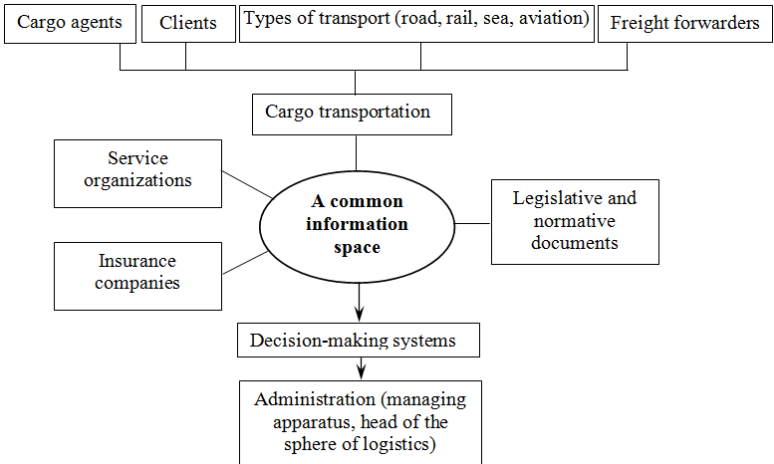 Cargo agents
Clients
Types of transport (road, rail, sea, aviation)
Freight forwarders
Cargo transportation
Service
organizations
A common
information
space
Legislative and
normative
documents
Insurance
companies
Decision-making systems
Administration (managing
apparatus, head of the
sphere of logistics)